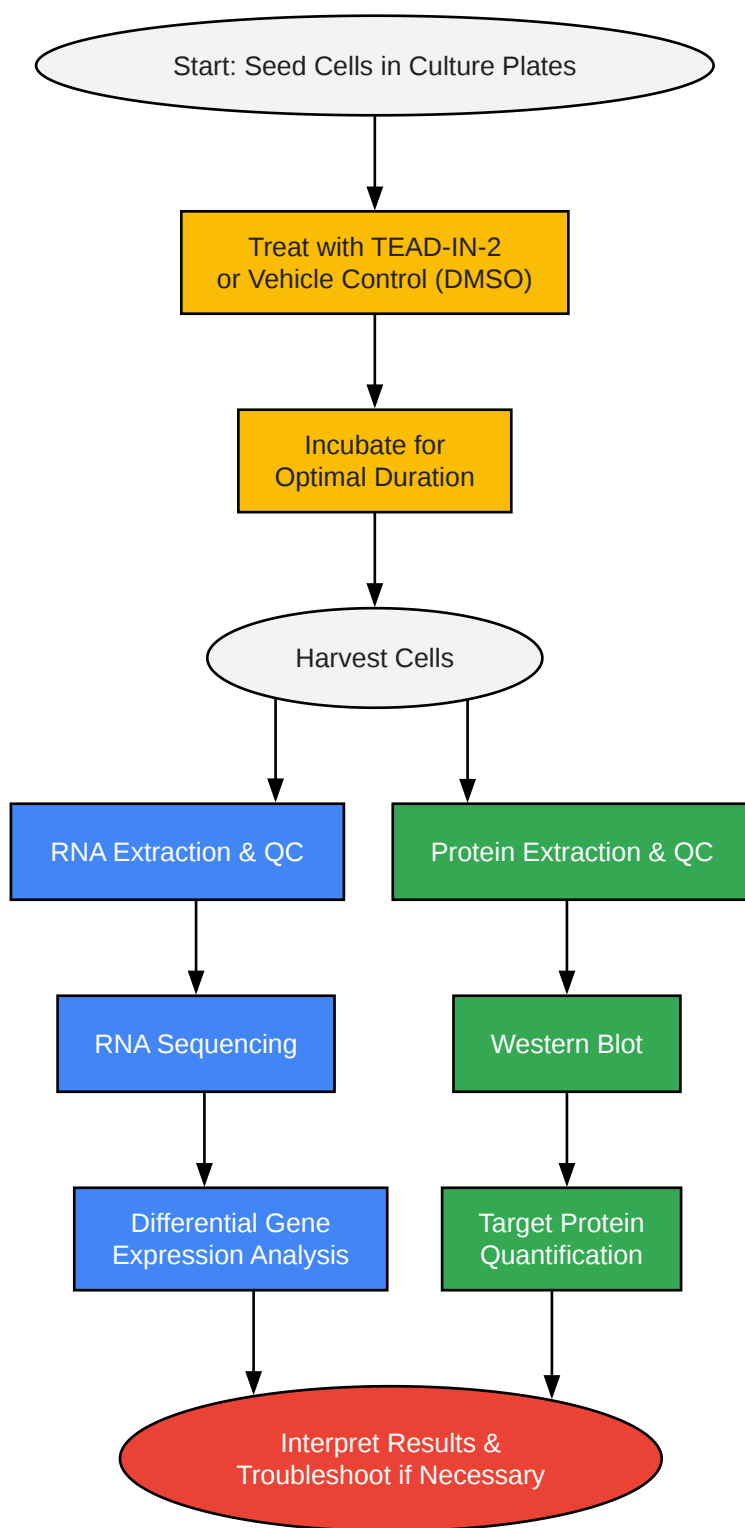 Start: Seed Cells in Culture Plates
Treat with TEAD-IN-2
or Vehicle Control (DMSO)
Incubate for
Optimal Duration
Harvest Cells
RNA Extraction & QC
Protein Extraction & QC
RNA Sequencing
Western Blot
Differential Gene
Expression Analysis
Target Protein
Quantification
Interpret Results &
Troubleshoot if Necessary